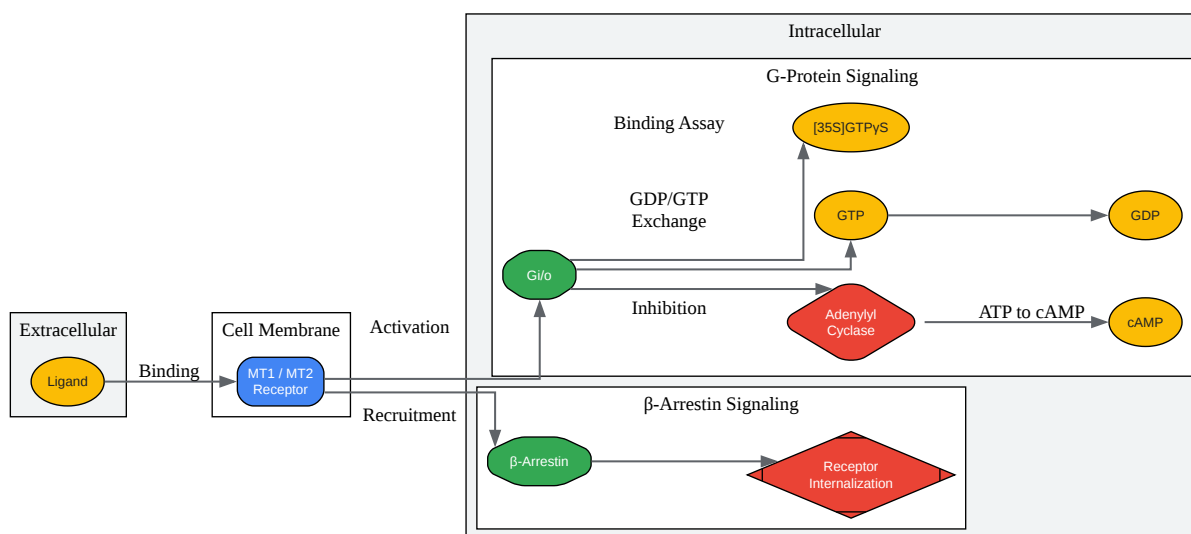 Intracellular
G-Protein Signaling
Binding Assay
[35S]GTPγS
GDP/GTP
Exchange
GTP
GDP
Gi/o
Inhibition
Adenylyl
Cyclase
ATP to cAMP
cAMP
Extracellular
Ligand
Binding
Cell Membrane
MT1 / MT2
Receptor
Activation
Recruitment
β-Arrestin Signaling
β-Arrestin
Receptor
Internalization